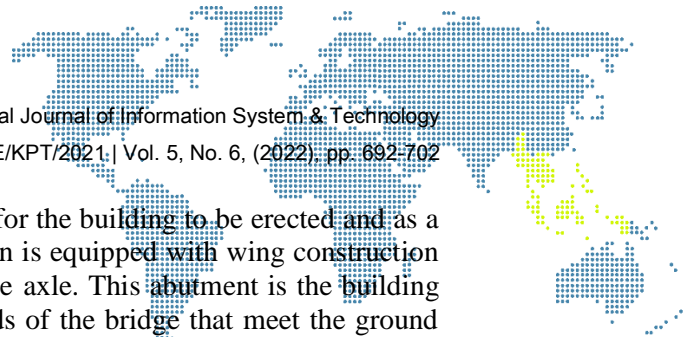 al Journal of Information System & Technology
E/KPT/2021 | Vol. 5, No. 6, (2022), pp. 692-702
for the building to be erected and as a
n is equipped with wing construction
e axle. This abutment is the building
ds of the bridge that meet the ground